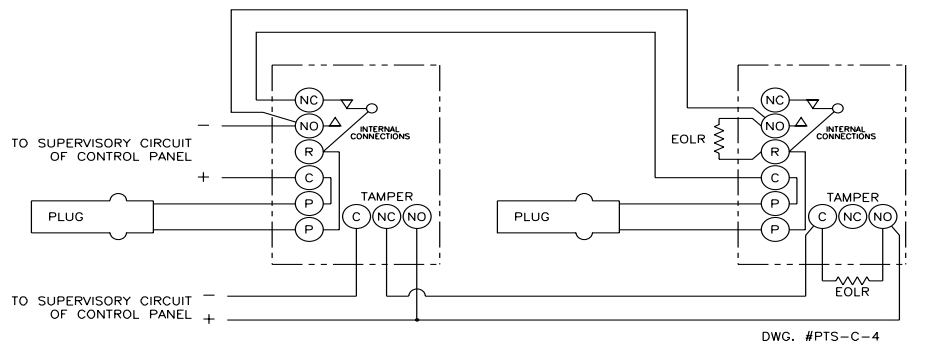 NC
NO
R
C
P
P
INTERNAL
CONNECTIONS
−
TO SUPERVISORY CIRCUIT
OF CONTROL PANEL
+
PLUG
TAMPER
C NC NO
EOLR
NC
NO
R
C
P
P
INTERNAL
CONNECTIONS
PLUG
TAMPER
C NC NO
EOLR
TO SUPERVISORY CIRCUIT −
OF CONTROL PANEL +
DWG. #PTS-C-4